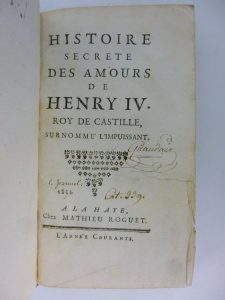 HISTOIRE
SECRETE
DES AMOURS
DE
HENRY IV.
ROY DE CASTILLE,
SURNOMMÉ L'IMPUISSANT.
A LA HAYE,
Chez MATHIEU ROGUET.
L'ANNÉE COURANTE.